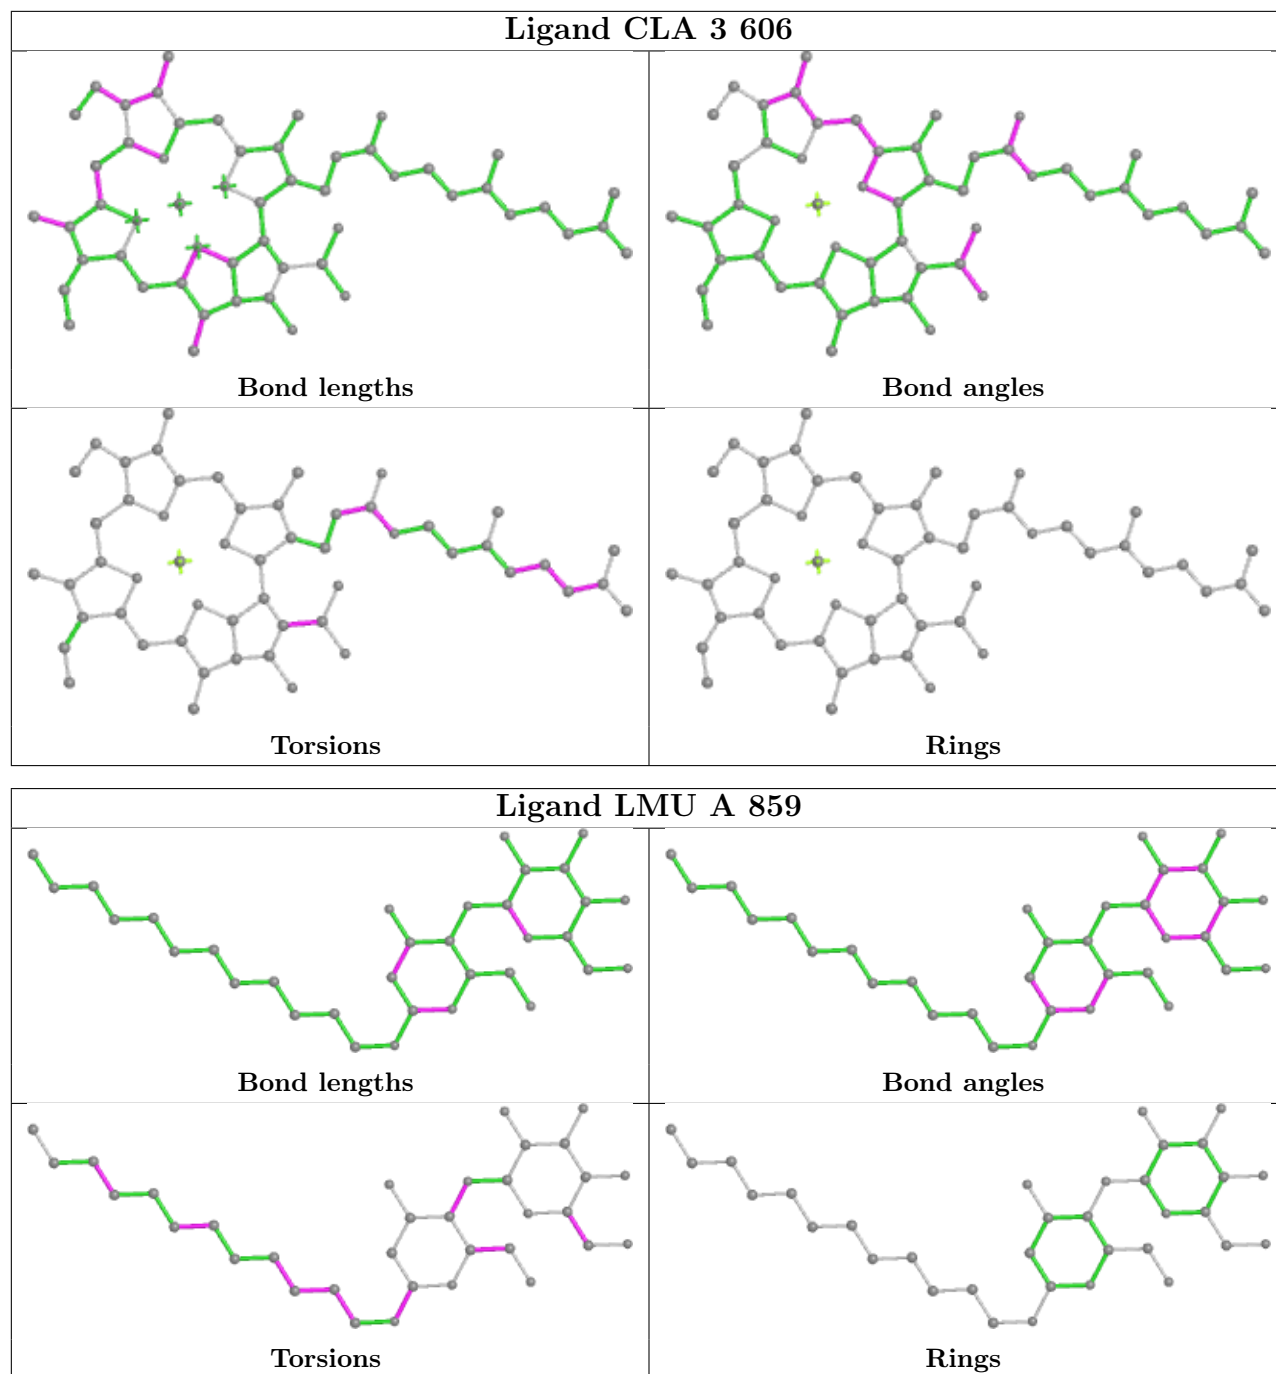 Ligand CLA 3 606
Bond lengths
Bond angles
Torsions
Rings
Ligand LMU A 859
Bond lengths
Bond angles
Torsions
Rings